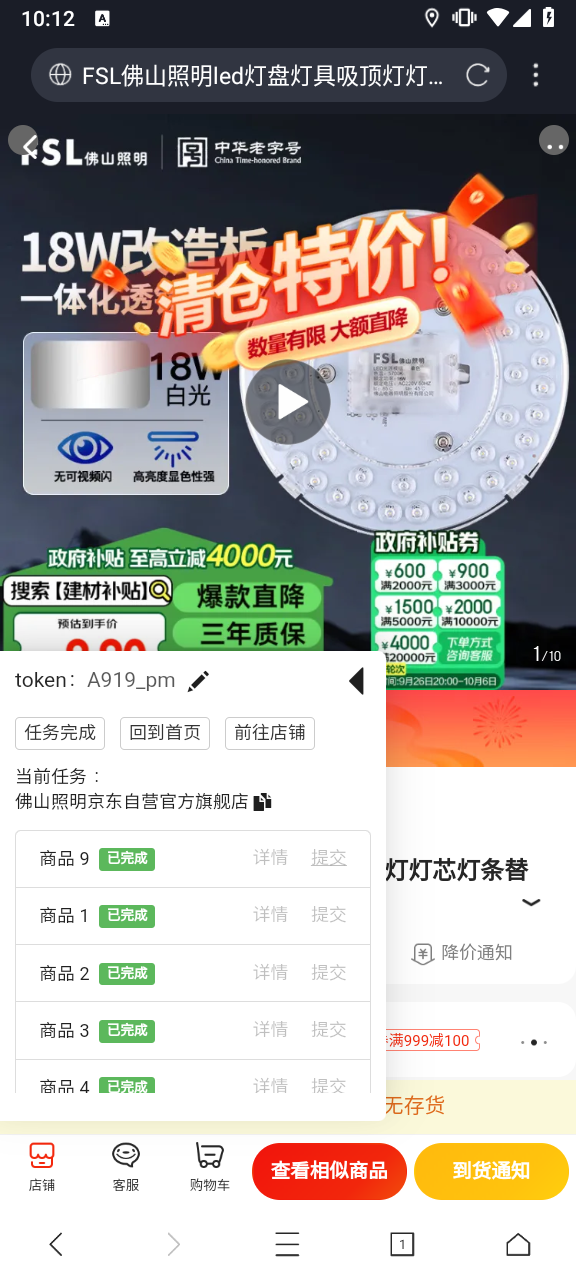 10:12
FSL佛山照明led灯盘灯具吸顶灯灯…
FSL佛山照明
中华老字号
China Time-honored Brand
18W改造板
一体化透
清仓特价!
数量有限 大额直降
18W
白光
无可视频闪
高亮度显色性强
FSL佛山照明
政府补贴 至高立减4000元
搜索【建材补贴】
预估到手价
爆款直降
三年质保
政府补贴券
¥600
满2000元
¥900
满3000元
¥1500
满5000元
¥2000
满10000元
¥4000
满20000元
下单方式
咨询客服
轮次
间:9月26日20:00-10月6日
1/10
token: A919_pm
任务完成
回到首页
前往店铺
当前任务:
佛山照明京东自营官方旗舰店
商品 9 已完成 详情 提交
商品 1 已完成 详情 提交
商品 2 已完成 详情 提交
商品 3 已完成 详情 提交
商品 4 已完成 详情 提交
灯灯芯灯条替
降价通知
满999减100
无存货
店铺
客服
购物车
查看相似商品
到货通知
1